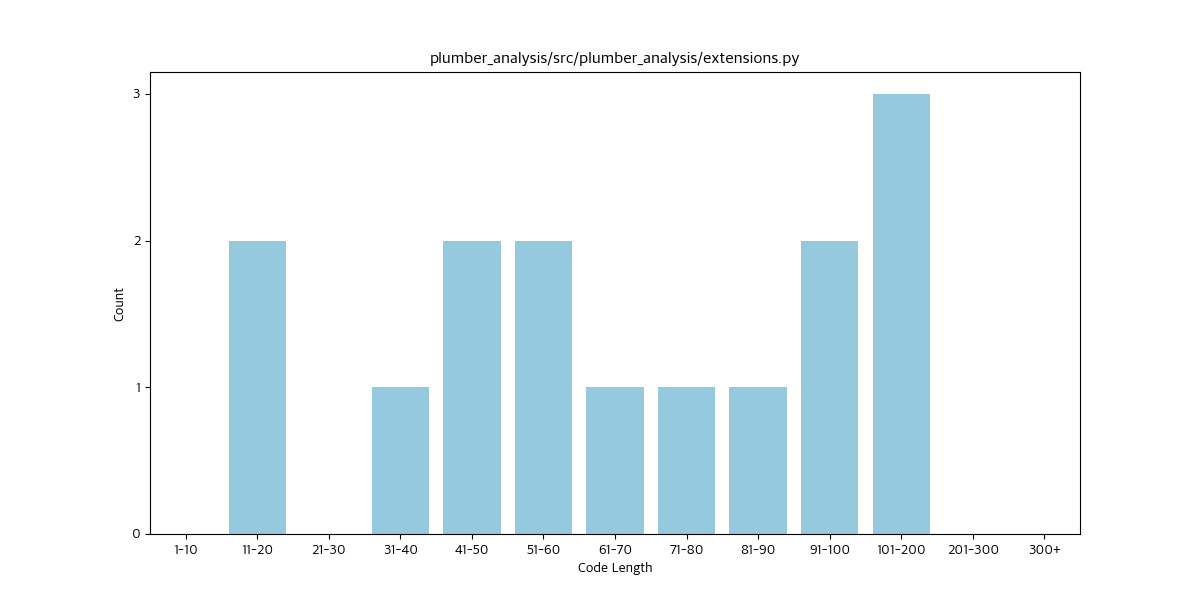 plumber_analysis/src/plumber_analysis/extensions.py
3
2
1
0
Count
1-10 11-20 21-30 31-40 41-50 51-60 61-70 71-80 81-90 91-100 101-200 201-300 300+
Code Length